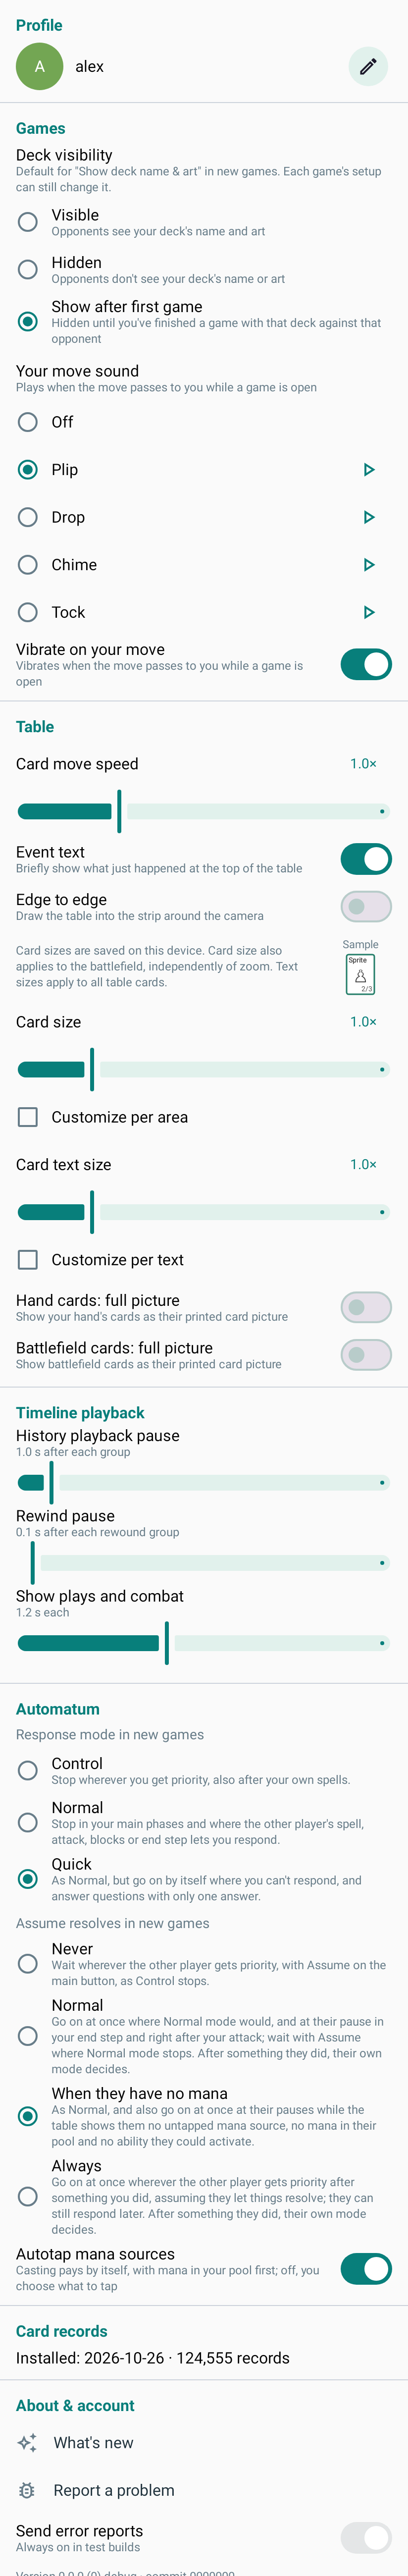 Profile
A
alex
Games
Deck visibility
Default for "Show deck name & art" in new games. Each game's setup
can still change it.
Visible
Opponents see your deck's name and art
Hidden
Opponents don't see your deck's name or art
Show after first game
Hidden until you've finished a game with that deck against that
opponent
Your move sound
Plays when the move passes to you while a game is open
Off
Plip
Drop
Chime
Tock
Vibrate on your move
Vibrates when the move passes to you while a game is
open
Table
Card move speed
1.0×
Event text
Briefly show what just happened at the top of the table
Edge to edge
Draw the table into the strip around the camera
Card sizes are saved on this device. Card size also
applies to the battlefield, independently of zoom. Text
sizes apply to all table cards.
Sample
Sprite
2/3
Card size
1.0×
Customize per area
Card text size
1.0×
Customize per text
Hand cards: full picture
Show your hand's cards as their printed card picture
Battlefield cards: full picture
Show battlefield cards as their printed card picture
Timeline playback
History playback pause
1.0 s after each group
Rewind pause
0.1 s after each rewound group
Show plays and combat
1.2 s each
Automatum
Response mode in new games
Control
Stop wherever you get priority, also after your own spells.
Normal
Stop in your main phases and where the other player's spell,
attack, blocks or end step lets you respond.
Quick
As Normal, but go on by itself where you can't respond, and
answer questions with only one answer.
Assume resolves in new games
Never
Wait wherever the other player gets priority, with Assume on the
main button, as Control stops.
Normal
Go on at once where Normal mode would, and at their pause in
your end step and right after your attack; wait with Assume
where Normal mode stops. After something they did, their own
mode decides.
When they have no mana
As Normal, and also go on at once at their pauses while the
table shows them no untapped mana source, no mana in their
pool and no ability they could activate.
Always
Go on at once wherever the other player gets priority after
something you did, assuming they let things resolve; they can
still respond later. After something they did, their own mode
decides.
Autotap mana sources
Casting pays by itself, with mana in your pool first; off, you
choose what to tap
Card records
Installed: 2026-10-26 · 124,555 records
About & account
What's new
Report a problem
Send error reports
Always on in test builds